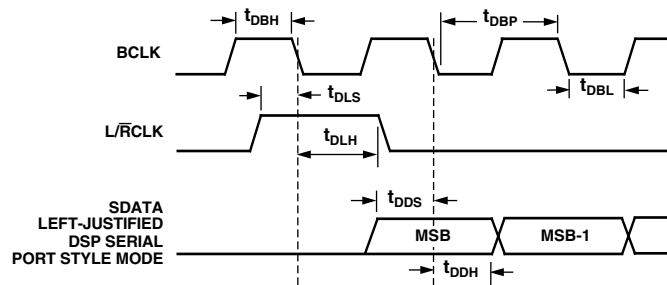 tDBH
tDBP
BCLK
tDLS
tDBL
L/R̅CLK
tDLH
SDATA
LEFT-JUSTIFIED
DSP SERIAL
PORT STYLE MODE
tDDS
MSB
MSB-1
tDDH